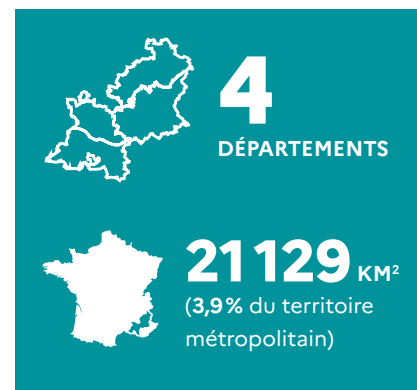 4
DÉPARTEMENTS
21 129 KM²
(3,9 % du territoire
métropolitain)